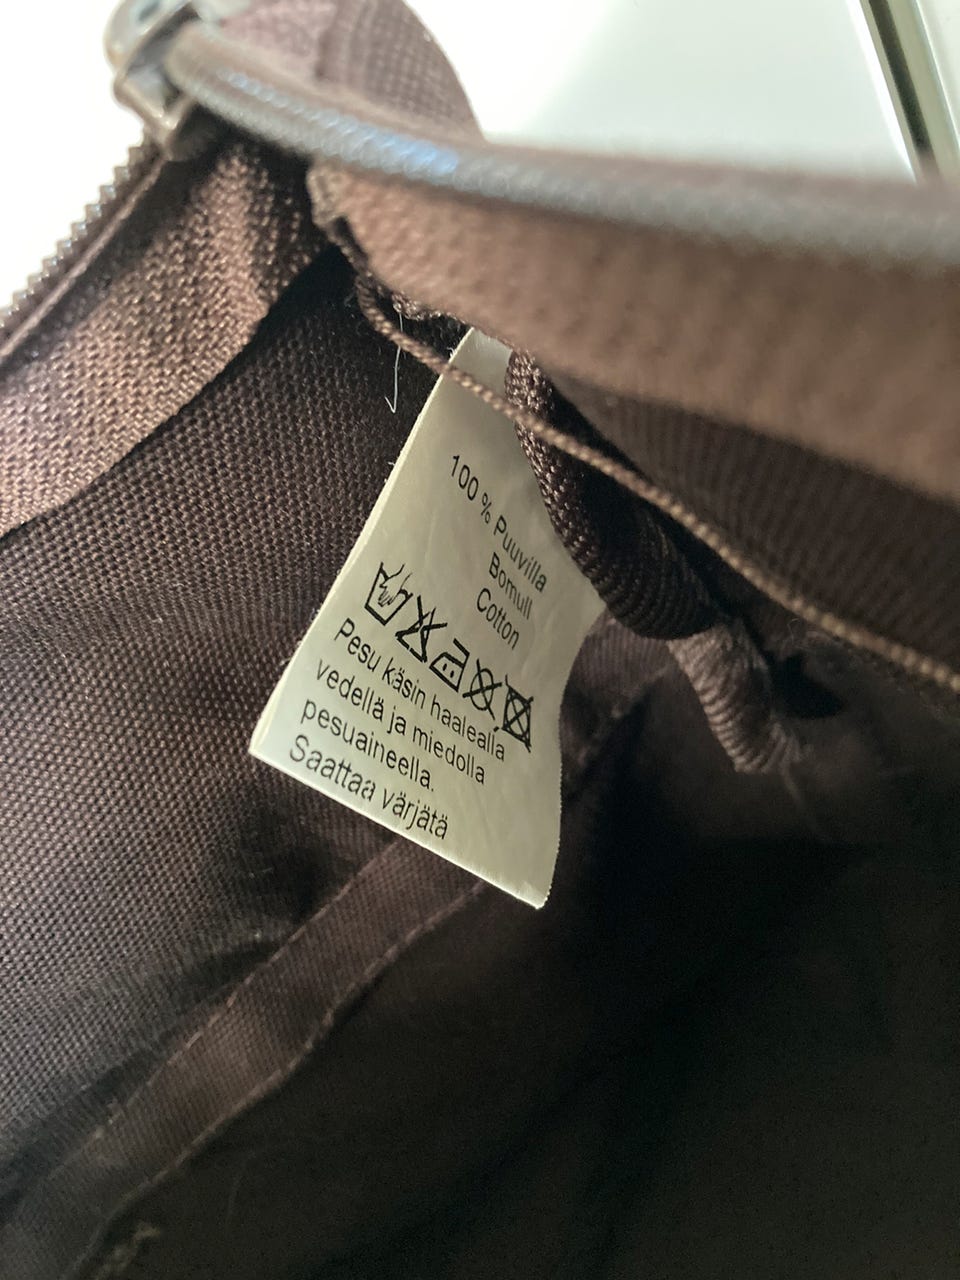 100 % Puuvilla
Bomull
Cotton
Pesu käsin haalealla
vedellä ja miedolla
pesuaineella.
Saattaa värjätä